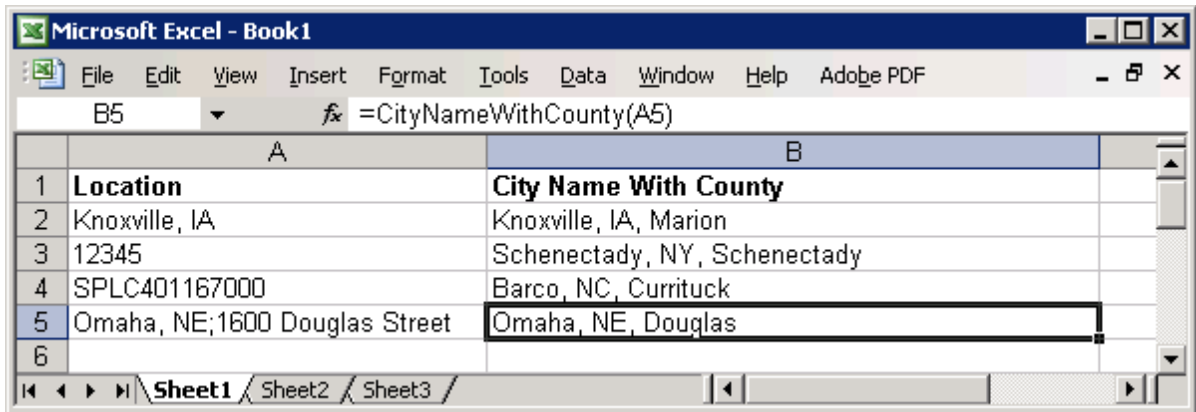 Microsoft Excel - Book1
File Edit View Insert Format Tools Data Window Help Adobe PDF
B5 fx =CityNameWithCounty(A5)
A B
1 Location City Name With County
2 Knoxville, IA Knoxville, IA, Marion
3 12345 Schenectady, NY, Schenectady
4 SPLC401167000 Barco, NC, Currituck
5 Omaha, NE;1600 Douglas Street Omaha, NE, Douglas
6
Sheet1 Sheet2 Sheet3